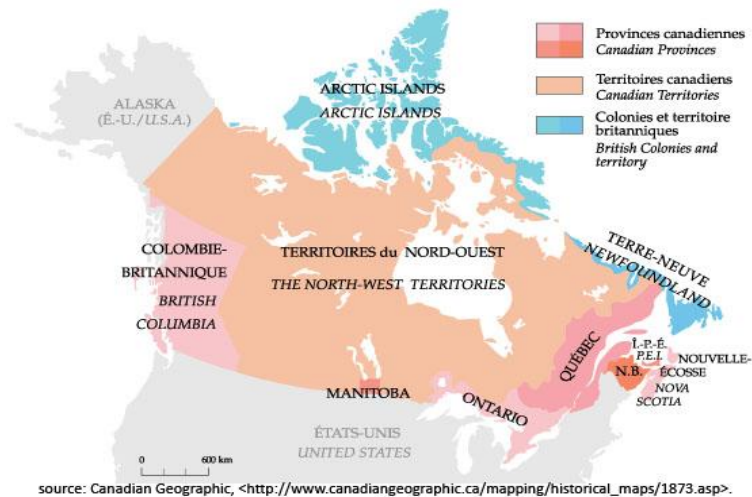 Provinces canadiennes
Canadian Provinces
Territoires canadiens
Canadian Territories
Colonies et territoire
britanniques
British Colonies and
territory
ARCTIC ISLANDS
ARCTIC ISLANDS
ALASKA
(É.-U./U.S.A.)
COLOMBIE-
BRITANNIQUE
BRITISH
COLUMBIA
TERRITOIRES du NORD-OUEST
THE NORTH-WEST TERRITORIES
TERRE-NEUVE
NEWFOUNDLAND
QUÉBEC
Î.-P.-É.
P.E.I.
NOUVELLE-
ÉCOSSE
NOVA
SCOTIA
N.B.
MANITOBA
ONTARIO
ÉTATS-UNIS
UNITED STATES
0 600 km
source: Canadian Geographic, <http://www.canadiangeographic.ca/mapping/historical_maps/1873.asp>.